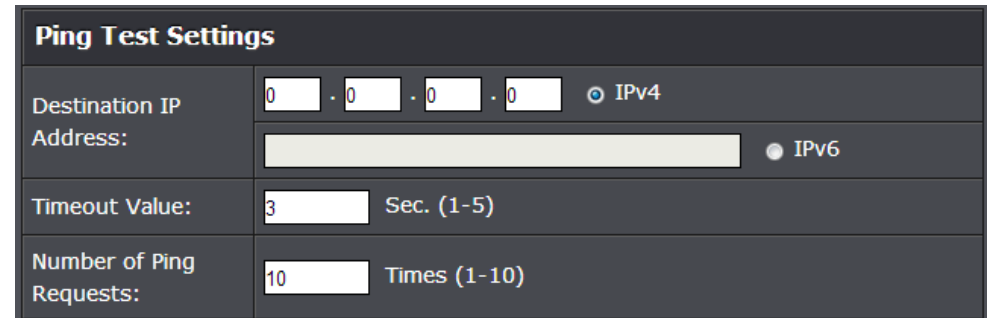 Ping Test Settings
Destination IP
Address:
0 . 0 . 0 . 0 IPv4
IPv6
Timeout Value:
3 Sec. (1-5)
Number of Ping
Requests:
10 Times (1-10)